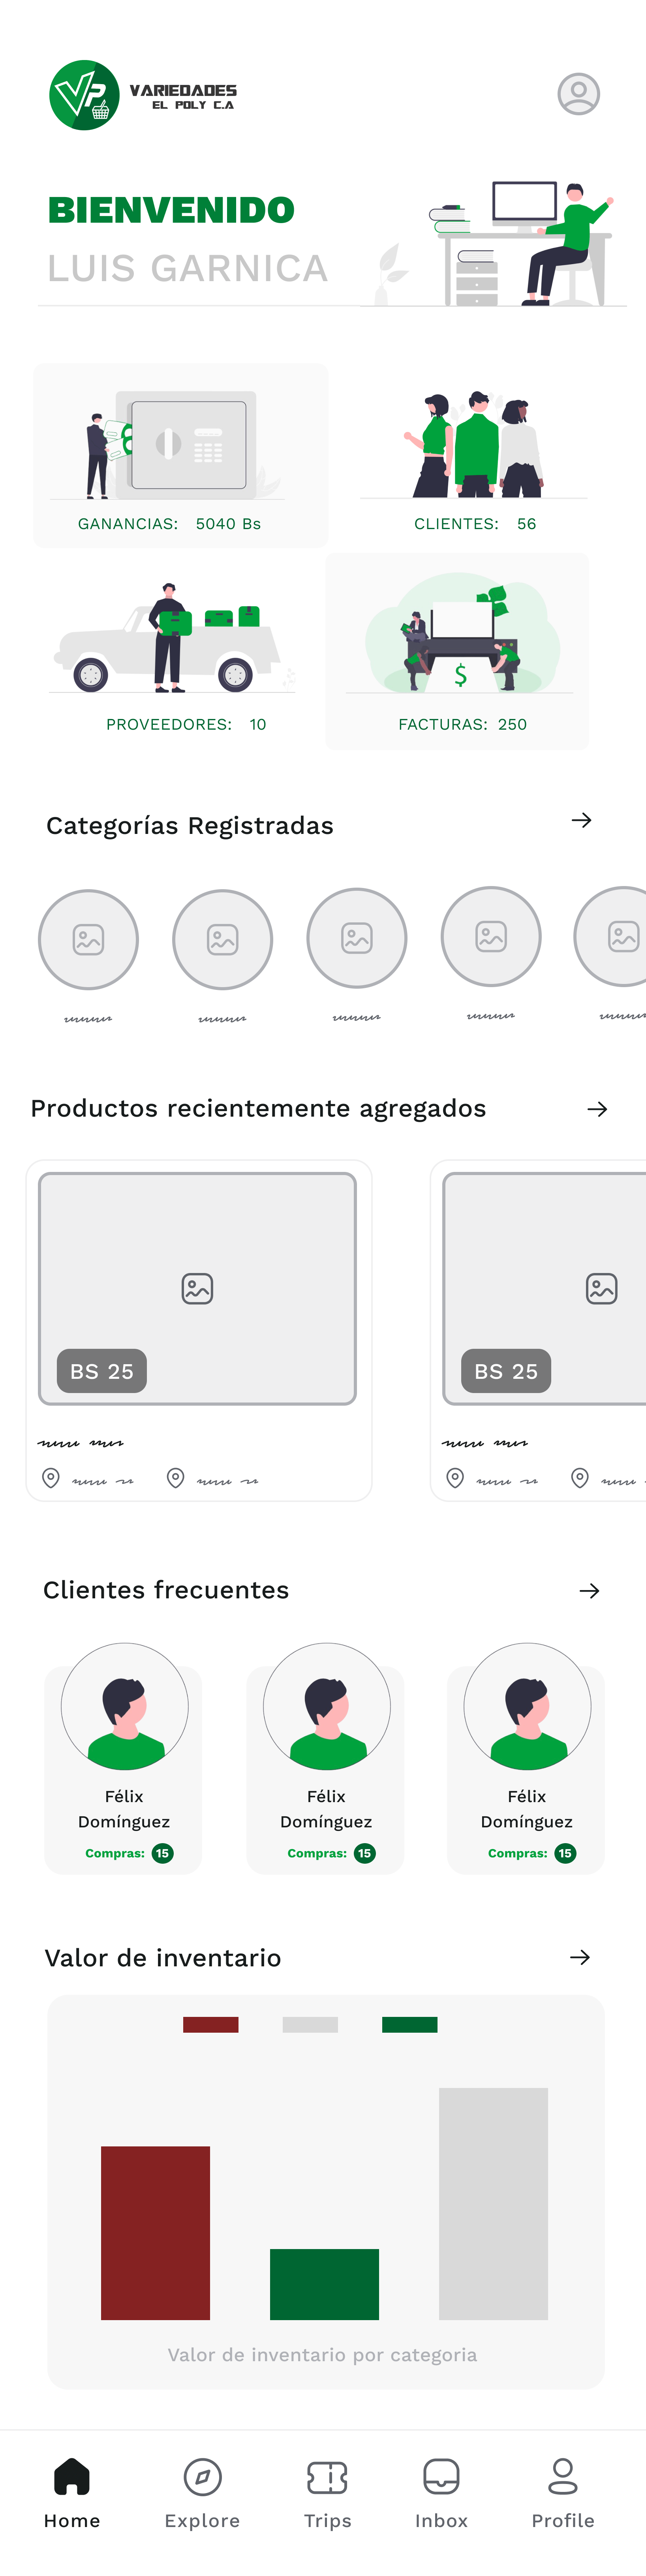 VARIEDADES
EL POLY C.A
BIENVENIDO
LUIS GARNICA
GANANCIAS: 5040 Bs
CLIENTES: 56
PROVEEDORES: 10
FACTURAS: 250
Categorías Registradas
Productos recientemente agregados
BS 25
BS 25
Clientes frecuentes
Félix
Domínguez
Compras: 15
Félix
Domínguez
Compras: 15
Félix
Domínguez
Compras: 15
Valor de inventario
Valor de inventario por categoria
Home
Explore
Trips
Inbox
Profile